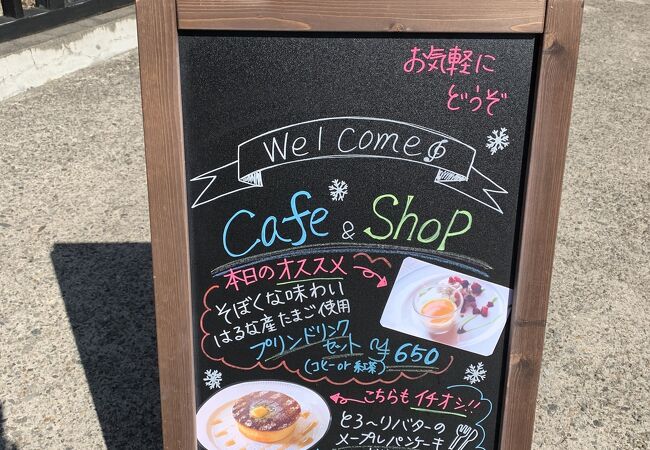 お気軽に
どうぞ
Welcome
Cafe & Shop
本日のオススメ
そぼくな味わい
はるな産たまご使用
プリンドリンク
セット ¥650
(コヒーor紅茶)
こちらもイチオシ!!
とろ〜りバターの
メープルパンケーキ